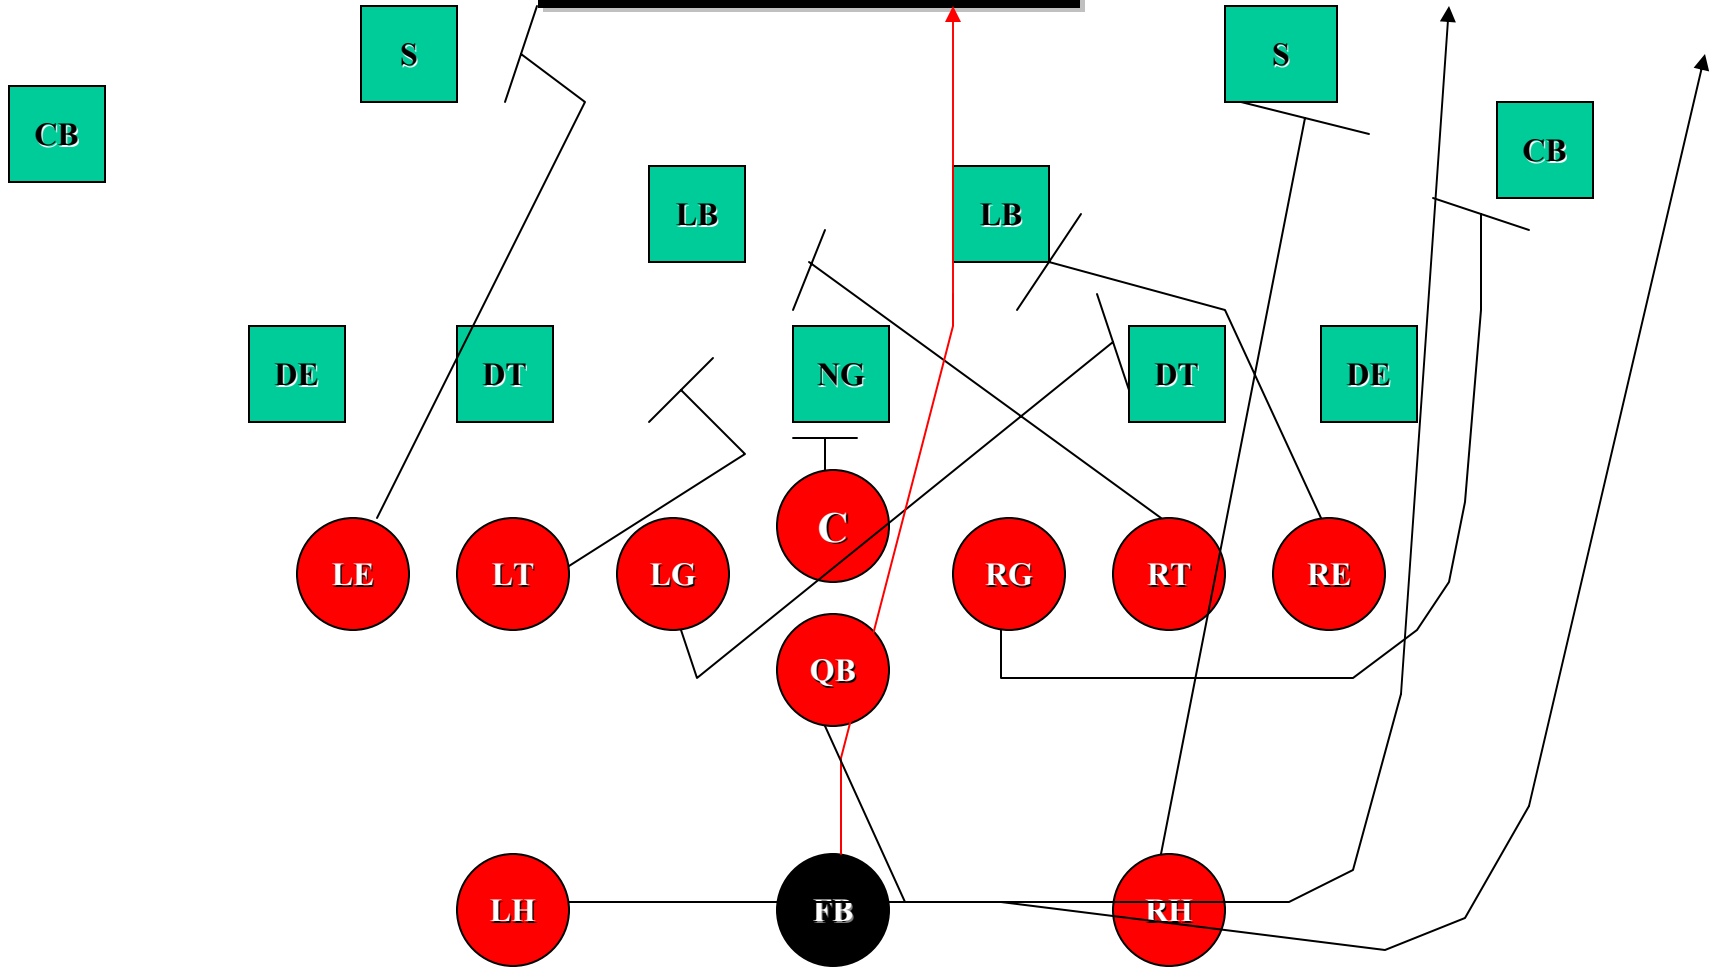 S
S
CB
CB
LB
LB
DE
DT
NG
DT
DE
C
LE
LT
LG
RG
RT
RE
QB
LH
FB
RH